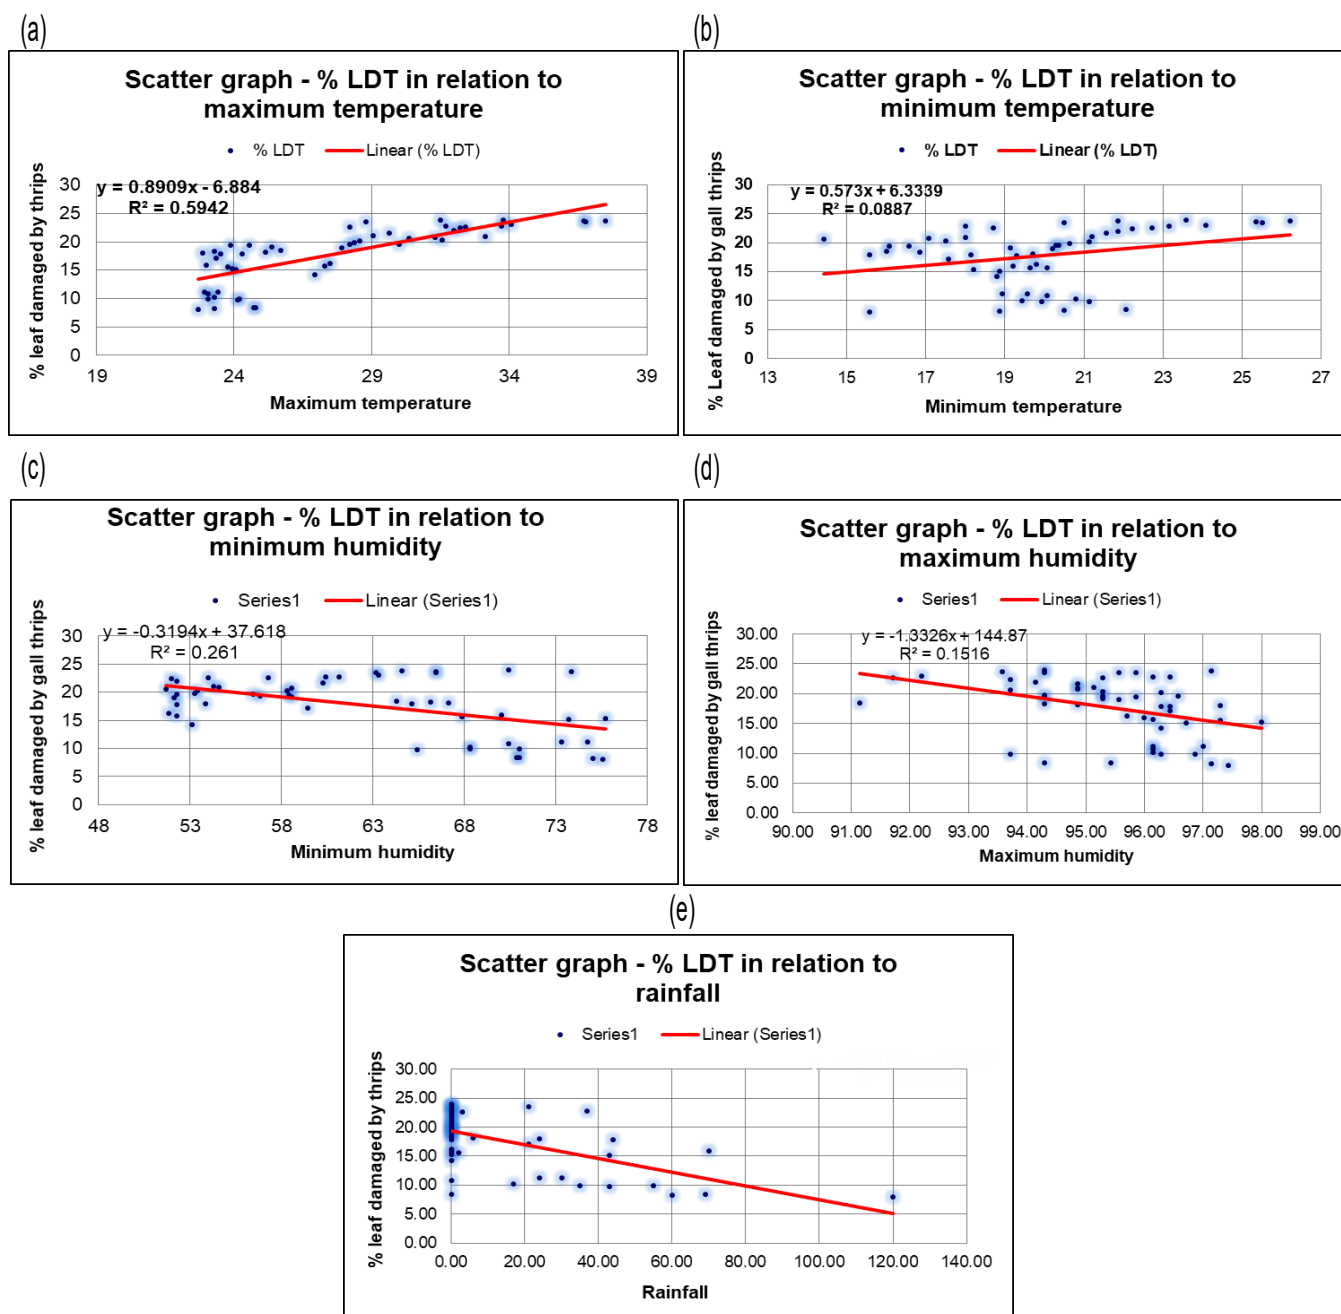 (a)
Scatter graph - % LDT in relation to
maximum temperature
% LDT Linear (% LDT)
y = 0.8909x - 6.884
R² = 0.5942
% leaf damaged by thrips
30
25
20
15
10
5
0
19 24 29 34 39
Maximum temperature
(b)
Scatter graph - % LDT in relation to
minimum temperature
% LDT Linear (% LDT)
y = 0.573x + 6.3339
R² = 0.0887
% Leaf damaged by gall thrips
30
25
20
15
10
5
0
13 15 17 19 21 23 25 27
Minimum temperature
(c)
Scatter graph - % LDT in relation to
minimum humidity
Series1 Linear (Series1)
y = -0.3194x + 37.618
R² = 0.261
% leaf damaged by gall thrips
30
25
20
15
10
5
0
48 53 58 63 68 73 78
Minimum humidity
(d)
Scatter graph - % LDT in relation to
maximum humidity
Series1 Linear (Series1)
y = -1.3326x + 144.87
R² = 0.1516
% leaf damaged by gall thrips
30.00
25.00
20.00
15.00
10.00
5.00
0.00
90.00 91.00 92.00 93.00 94.00 95.00 96.00 97.00 98.00 99.00
Maximum humidity
(e)
Scatter graph - % LDT in relation to
rainfall
Series1 Linear (Series1)
% leaf damaged by thrips
30.00
25.00
20.00
15.00
10.00
5.00
0.00
0.00 20.00 40.00 60.00 80.00 100.00 120.00 140.00
Rainfall